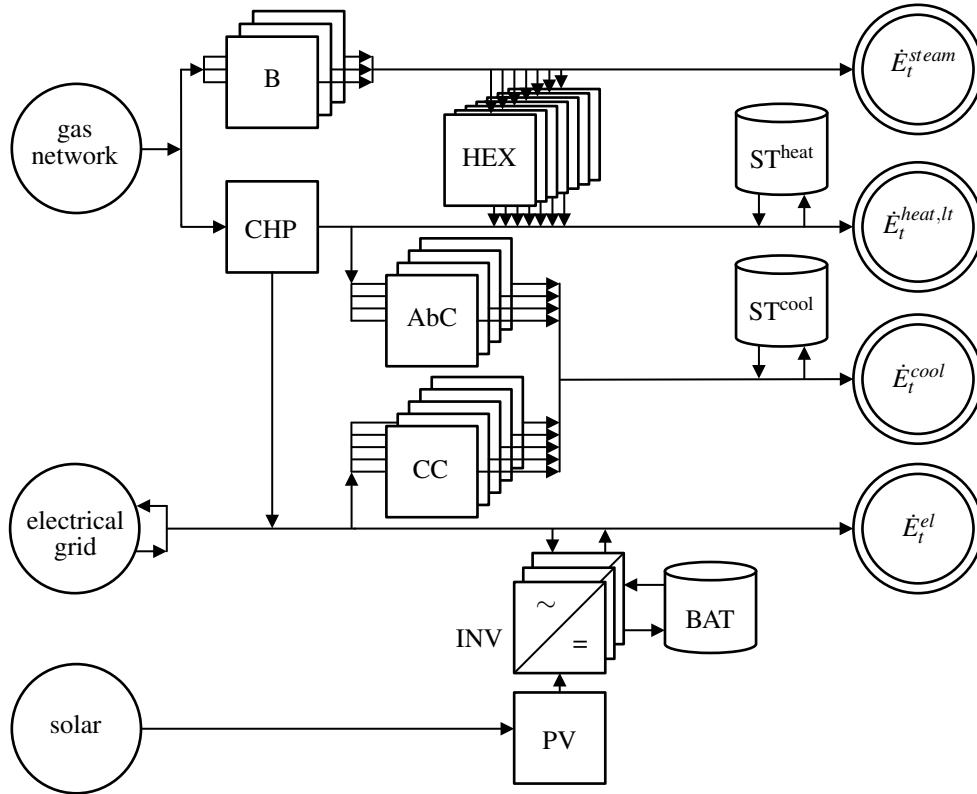 B
Ė_t^{steam}
gas
network
HEX
ST^{heat}
CHP
Ė_t^{heat,lt}
AbC
ST^{cool}
Ė_t^{cool}
CC
electrical
grid
Ė_t^{el}
~
=
INV
BAT
solar
PV